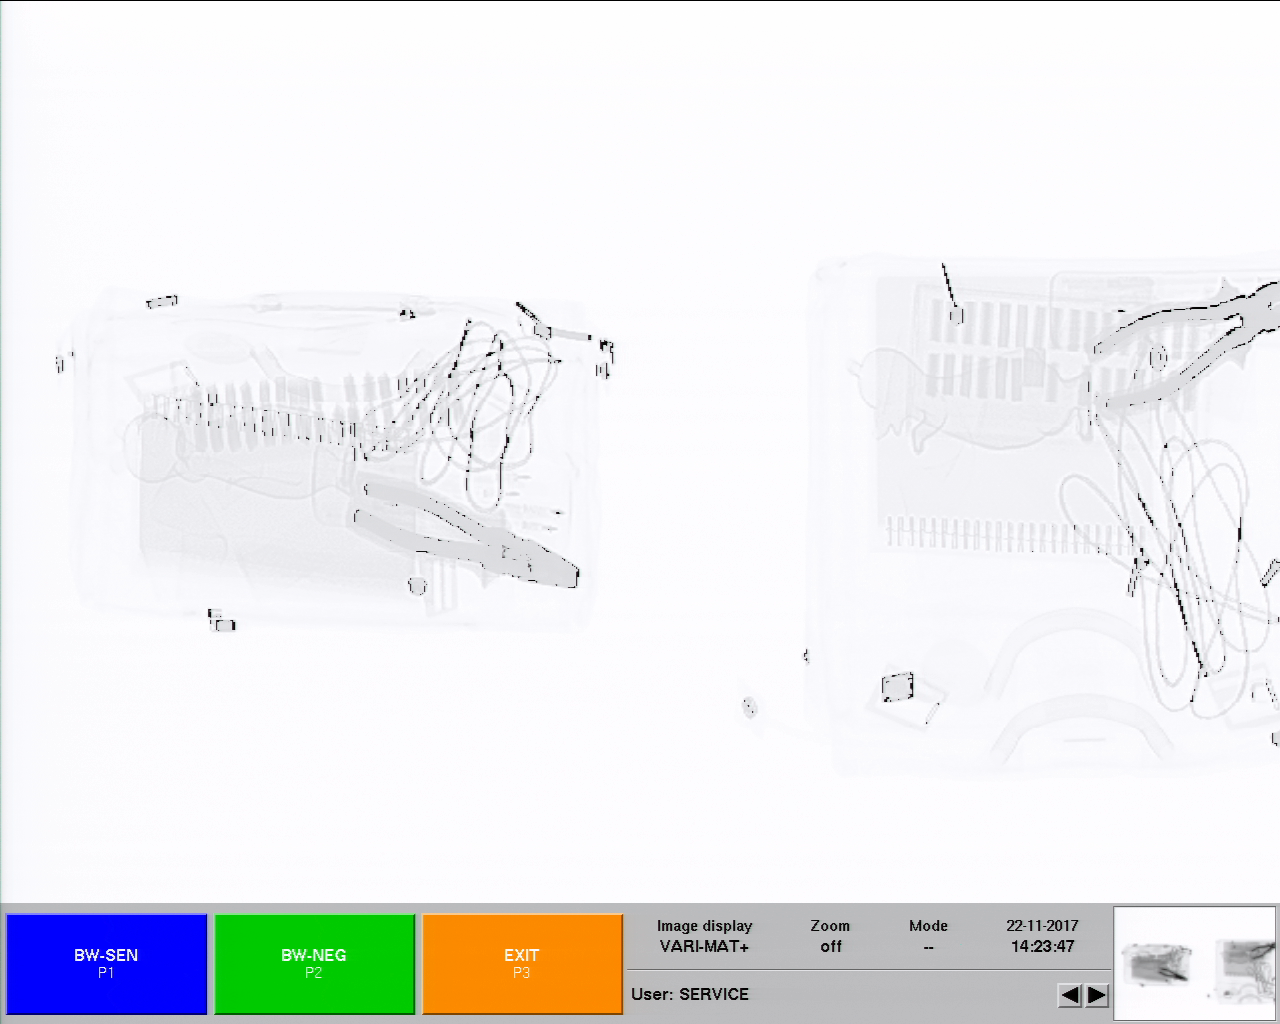 BW-SEN
P1
BW-NEG
P2
EXIT
P3
Image display
VARI-MAT+
Zoom
off
Mode
--
22-11-2017
14:23:47
User: SERVICE